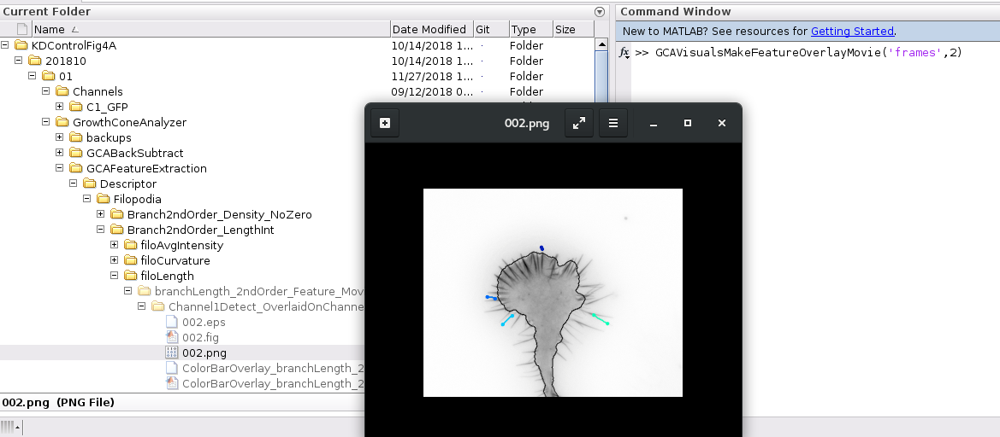 Current Folder
Name Date Modified Git Type Size
KDControlFig4A 10/14/2018 1... · Folder
201810 10/14/2018 1... · Folder
01 11/27/2018 1... · Folder
Channels 09/12/2018 0... · Folder
C1_GFP
GrowthConeAnalyzer
backups
GCABackSubtract
GCAFeatureExtraction
Descriptor
Filopodia
Branch2ndOrder_Density_NoZero
Branch2ndOrder_LengthInt
filoAvgIntensity
filoCurvature
filoLength
branchLength_2ndOrder_Feature_Mov
Channel1Detect_OverlaidOnChanne
002.eps
002.fig
002.png
ColorBarOverlay_branchLength_2
ColorBarOverlay_branchLength_2
002.png (PNG File)
Command Window
New to MATLAB? See resources for Getting Started.
fx >> GCAVisualsMakeFeatureOverlayMovie('frames',2)
002.png